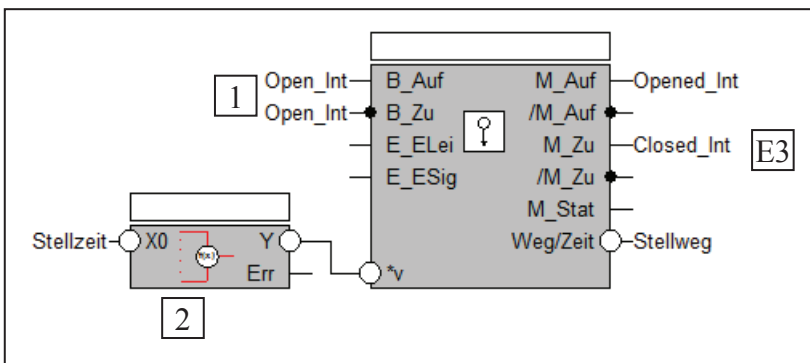 1
Open_Int B_Auf M_Auf Opened_Int
Open_Int B_Zu /M_Auf
E_ELei M_Zu Closed_Int E3
E_ESig /M_Zu
M_Stat
Stellzeit X0 Y Weg/Zeit Stellweg
f(x)
Err *v
2